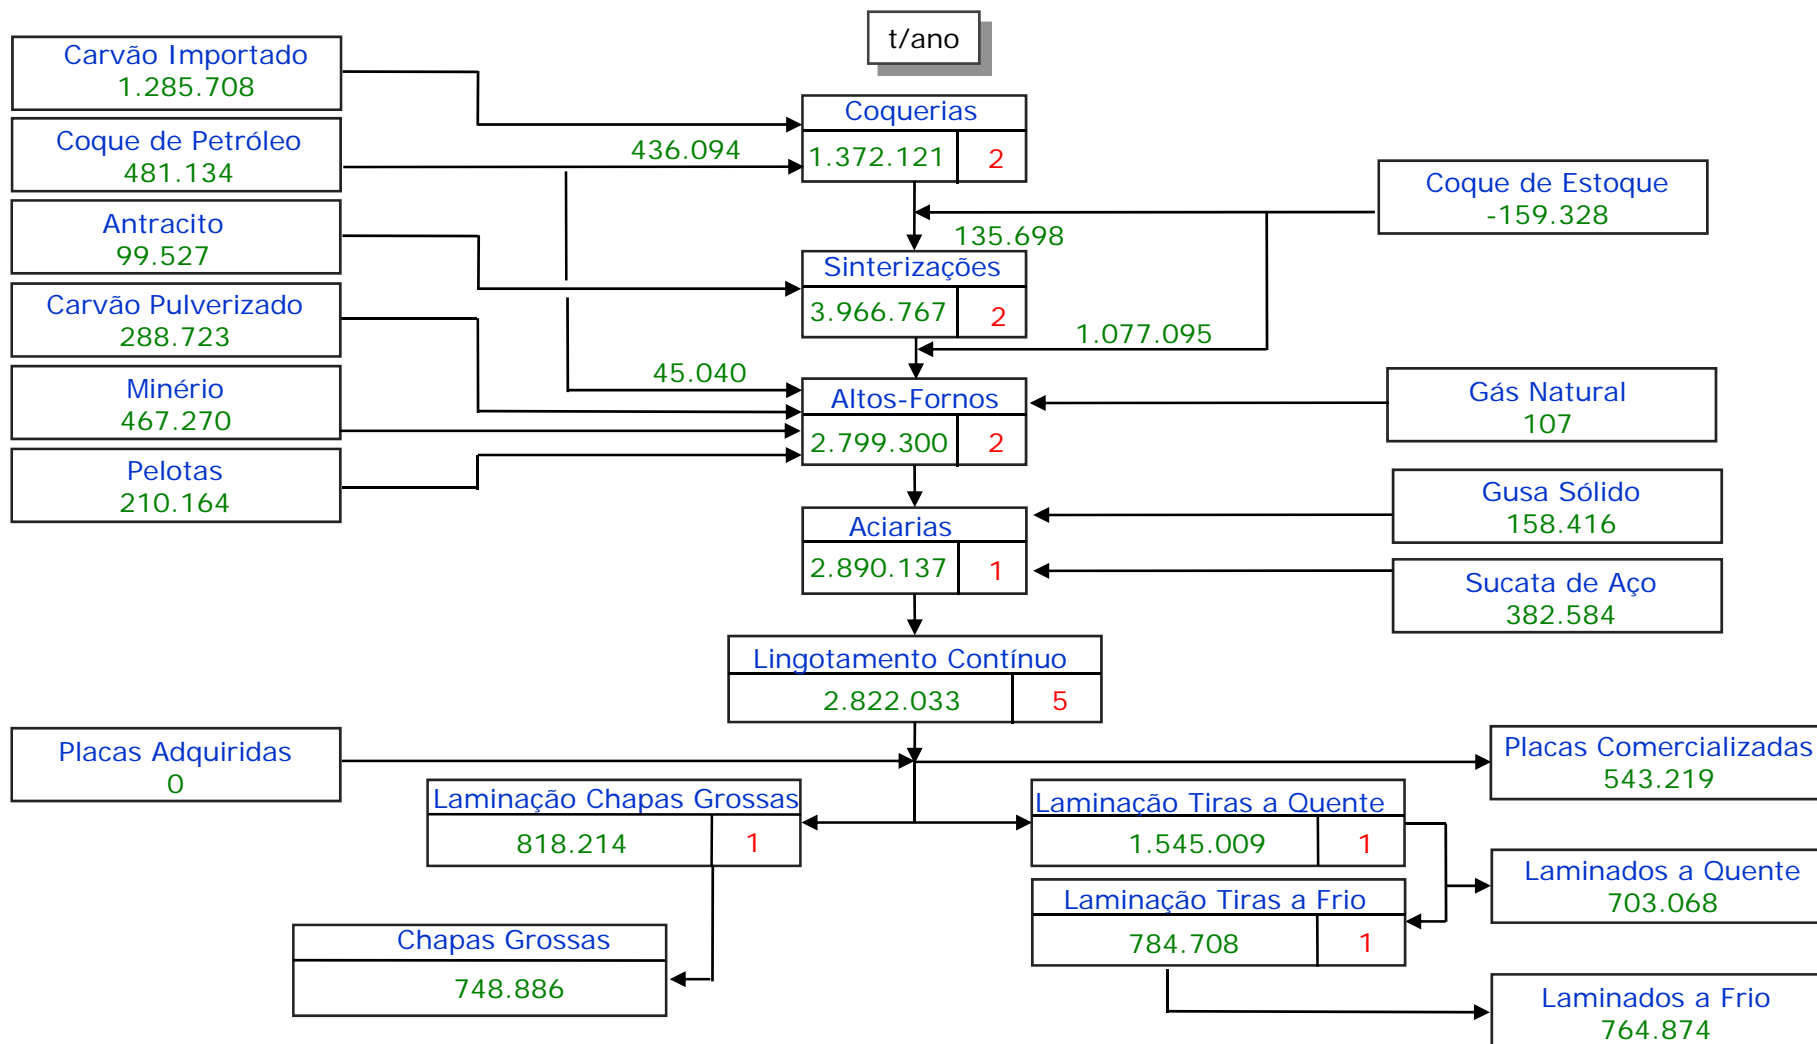 t/ano
Carvão Importado
1.285.708
Coque de Petróleo
481.134
Antracito
99.527
Carvão Pulverizado
288.723
Minério
467.270
Pelotas
210.164
Coquerias
1.372.121 2
436.094
Coque de Estoque
-159.328
135.698
Sinterizações
3.966.767 2
1.077.095
45.040
Altos-Fornos
2.799.300 2
Gás Natural
107
Gusa Sólido
158.416
Aciarias
2.890.137 1
Sucata de Aço
382.584
Lingotamento Contínuo
2.822.033 5
Placas Adquiridas
0
Placas Comercializadas
543.219
Laminação Chapas Grossas
818.214 1
Laminação Tiras a Quente
1.545.009 1
Laminados a Quente
703.068
Laminação Tiras a Frio
784.708 1
Chapas Grossas
748.886
Laminados a Frio
764.874